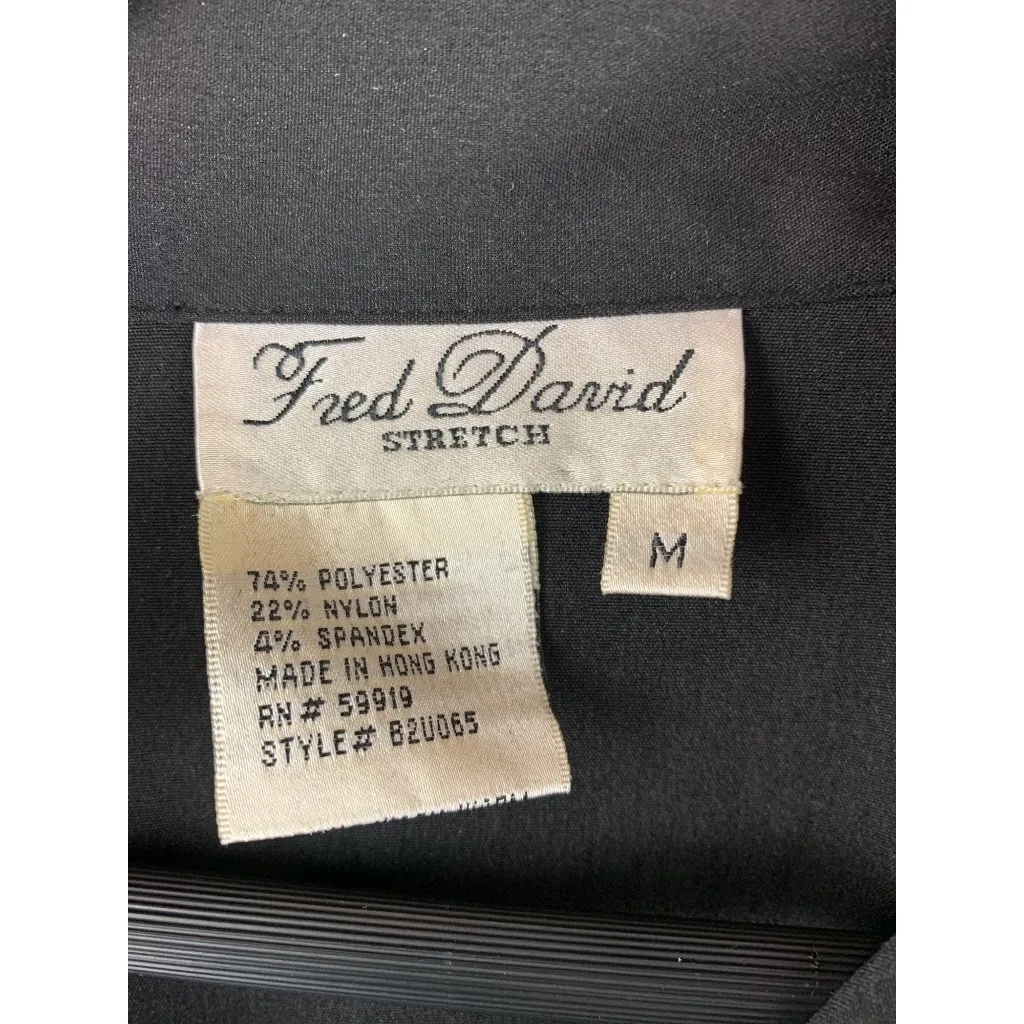 Fred David
STRETCH
M
74% POLYESTER
22% NYLON
4% SPANDEX
MADE IN HONG KONG
RN# 59919
STYLE# B2U065